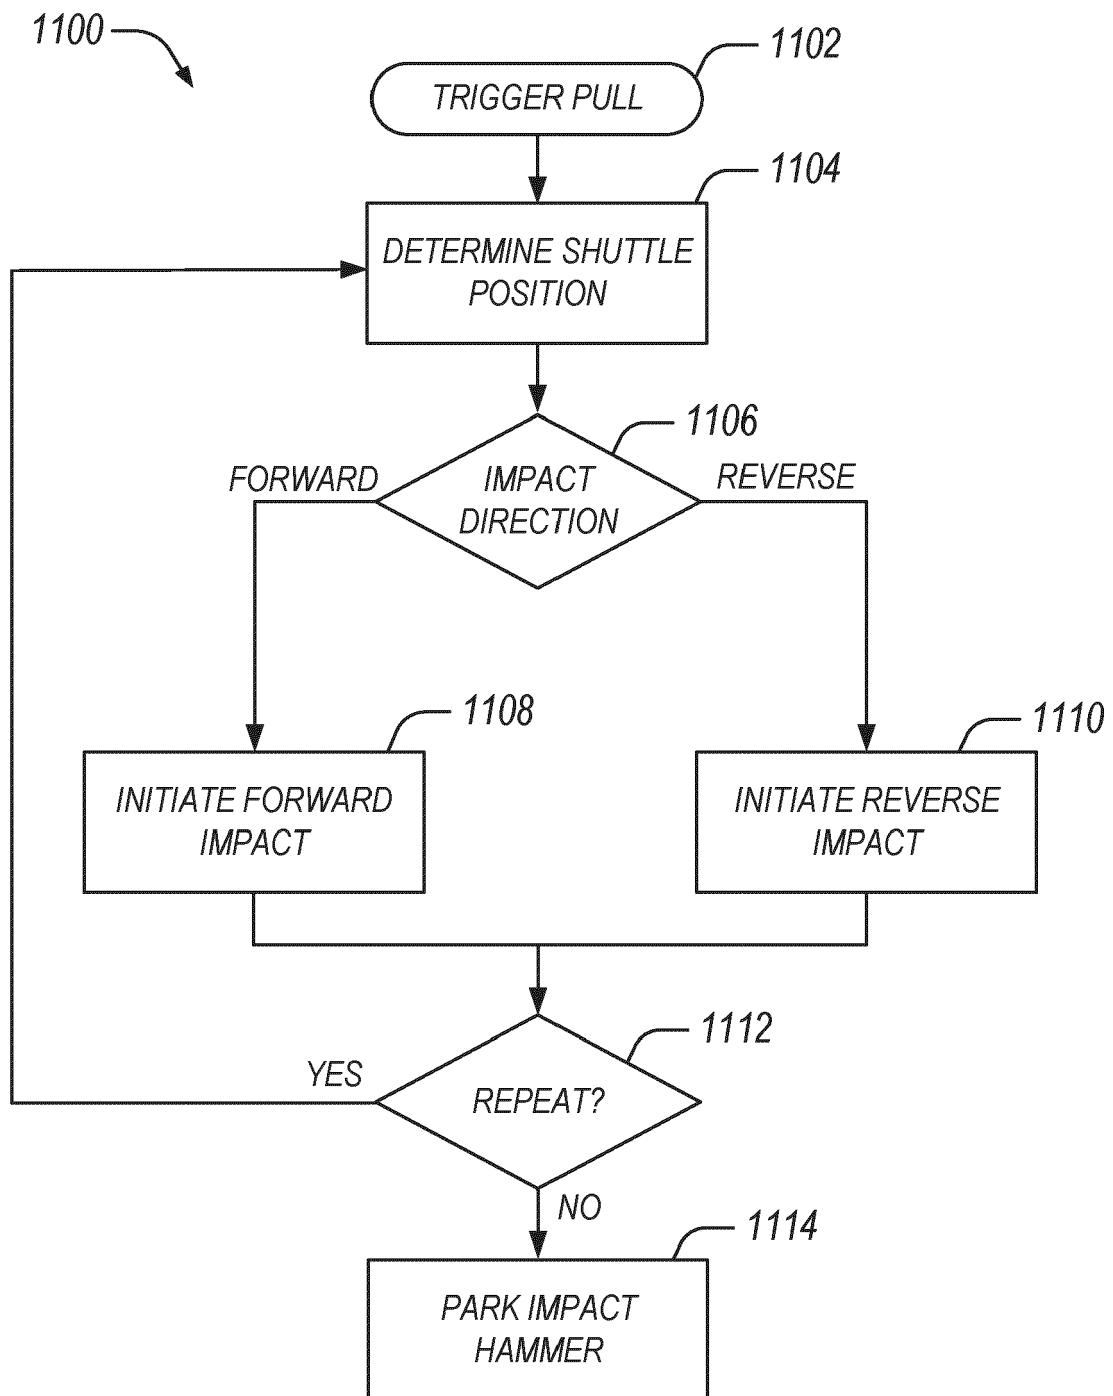 1100
1102
TRIGGER PULL
1104
DETERMINE SHUTTLE
POSITION
1106
FORWARD
IMPACT
DIRECTION
REVERSE
1108
1110
INITIATE FORWARD
IMPACT
INITIATE REVERSE
IMPACT
1112
YES
REPEAT?
NO
1114
PARK IMPACT
HAMMER